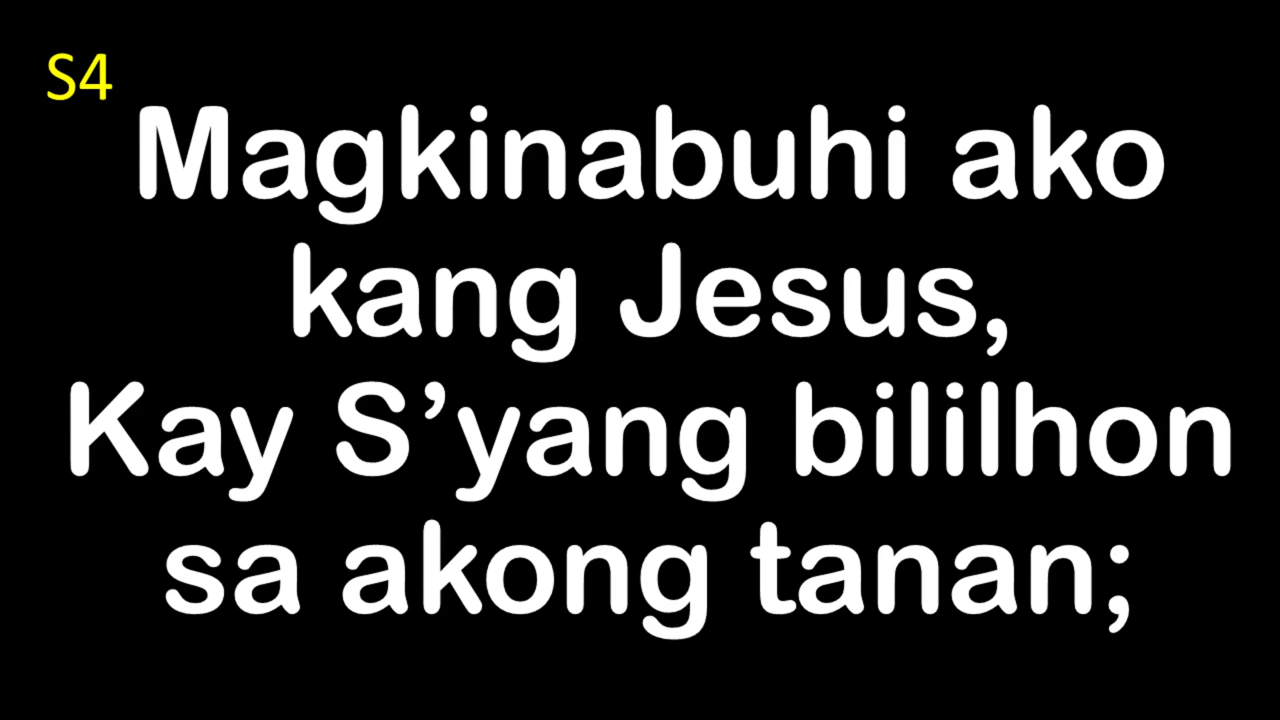 S4
Magkinabuhi ako
kang Jesus,
Kay S’yang bililhon
sa akong tanan;